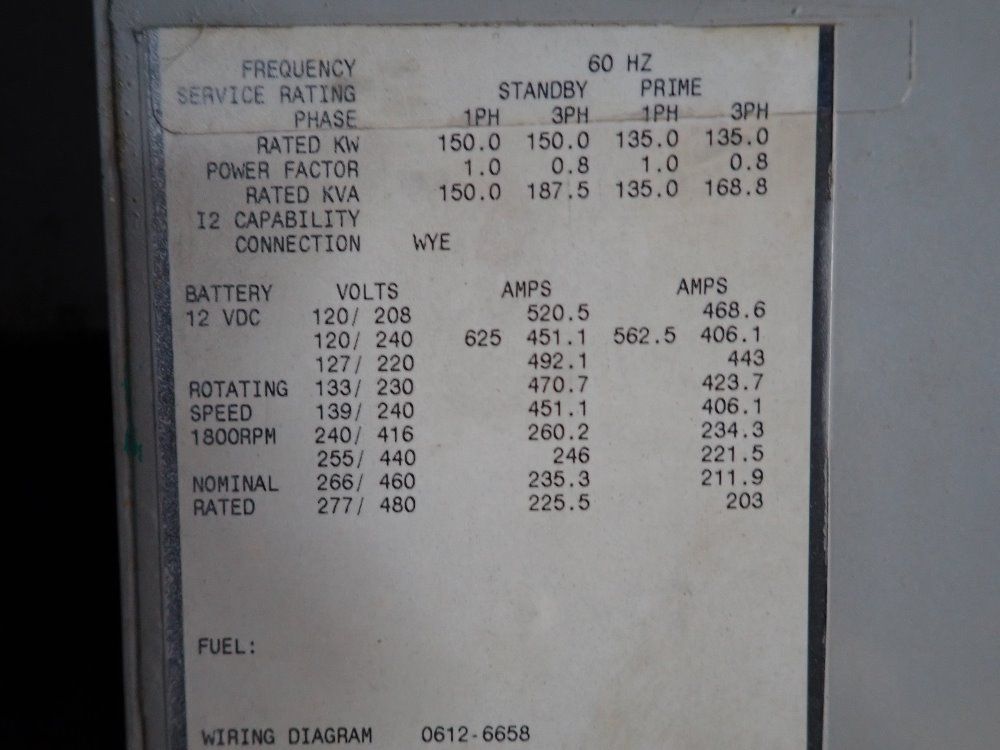 FREQUENCY 60 HZ
SERVICE RATING STANDBY PRIME
PHASE 1PH 3PH 1PH 3PH
RATED KW 150.0 150.0 135.0 135.0
POWER FACTOR 1.0 0.8 1.0 0.8
RATED KVA 150.0 187.5 135.0 168.8
I2 CAPABILITY
CONNECTION WYE
BATTERY VOLTS AMPS AMPS
12 VDC 120/ 208 520.5 468.6
120/ 240 625 451.1 562.5 406.1
127/ 220 492.1 443
ROTATING 133/ 230 470.7 423.7
SPEED 139/ 240 451.1 406.1
1800RPM 240/ 416 260.2 234.3
255/ 440 246 221.5
NOMINAL 266/ 460 235.3 211.9
RATED 277/ 480 225.5 203
FUEL:
WIRING DIAGRAM 0612-6658